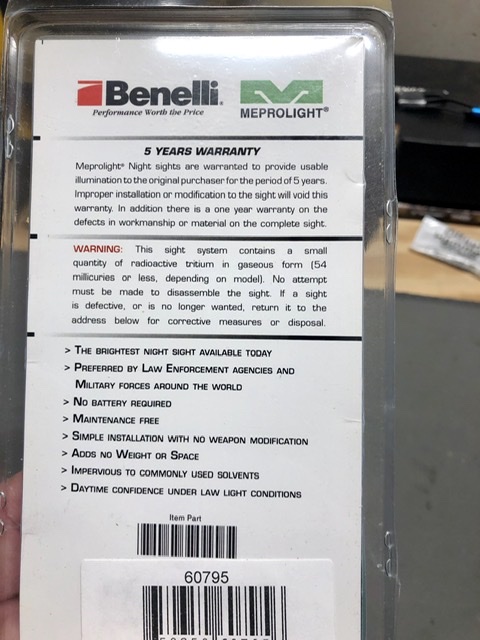 Benelli®
Performance Worth the Price
MEPROLIGHT®
5 YEARS WARRANTY
Meprolight® Night sights are warranted to provide usable
illumination to the original purchaser for the period of 5 years.
Improper installation or modification to the sight will void this
warranty. In addition there is a one year warranty on the
defects in workmanship or material on the complete sight.
WARNING: This sight system contains a small
quantity of radioactive tritium in gaseous form (54
millicuries or less, depending on model). No attempt
must be made to disassemble the sight. If a sight
is defective, or is no longer wanted, return it to the
address below for corrective measures or disposal.
> THE BRIGHTEST NIGHT SIGHT AVAILABLE TODAY
> PREFERRED BY LAW ENFORCEMENT AGENCIES AND
MILITARY FORCES AROUND THE WORLD
> NO BATTERY REQUIRED
> MAINTENANCE FREE
> SIMPLE INSTALLATION WITH NO WEAPON MODIFICATION
> ADDS NO WEIGHT OR SPACE
> IMPERVIOUS TO COMMONLY USED SOLVENTS
> DAYTIME CONFIDENCE UNDER LAW LIGHT CONDITIONS
Item Part
60795